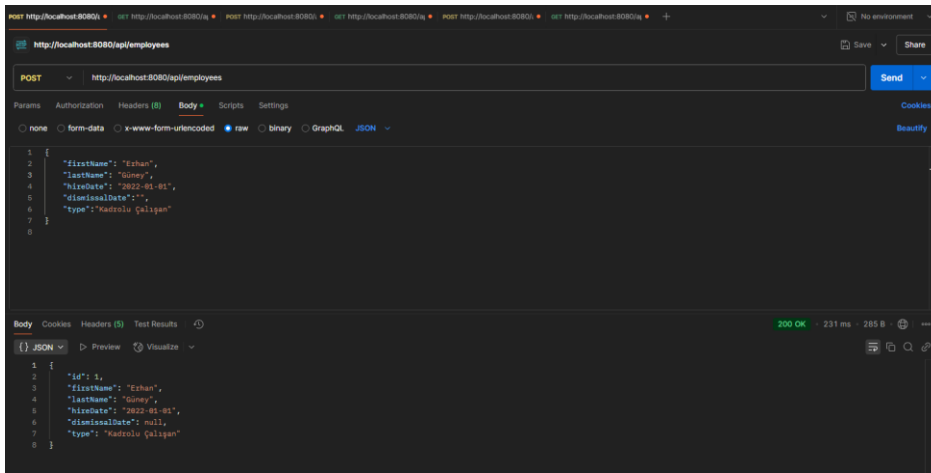 POST http://localhost:8080/ GET http://localhost:8080/a POST http://localhost:8080/ GET http://localhost:8080/a POST http://localhost:8080/ GET http://localhost:8080/a + No environment
http://localhost:8080/api/employees Save Share
POST http://localhost:8080/api/employees Send
Params Authorization Headers (8) Body Scripts Settings Cookies
none form-data x-www-form-urlencoded raw binary GraphQL JSON Beautify
1 {
2 "firstName": "Erhan",
3 "lastName": "Güney",
4 "hireDate": "2022-01-01",
5 "dismissalDate":"",
6 "type":"Kadrolu Çalışan"
7 }
8
Body Cookies Headers (5) Test Results 200 OK 231 ms 285 B
{} JSON Preview Visualize
1 {
2 "id": 1,
3 "firstName": "Erhan",
4 "lastName": "Güney",
5 "hireDate": "2022-01-01",
6 "dismissalDate": null,
7 "type": "Kadrolu Çalışan"
8 }